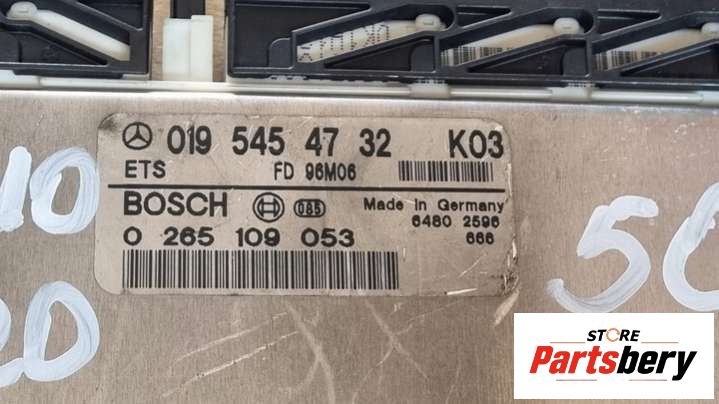 019 545 47 32 K03
ETS FD 96M06
BOSCH 085 Made in Germany
6480 2596
0 265 109 053 666
STORE
Partsbery